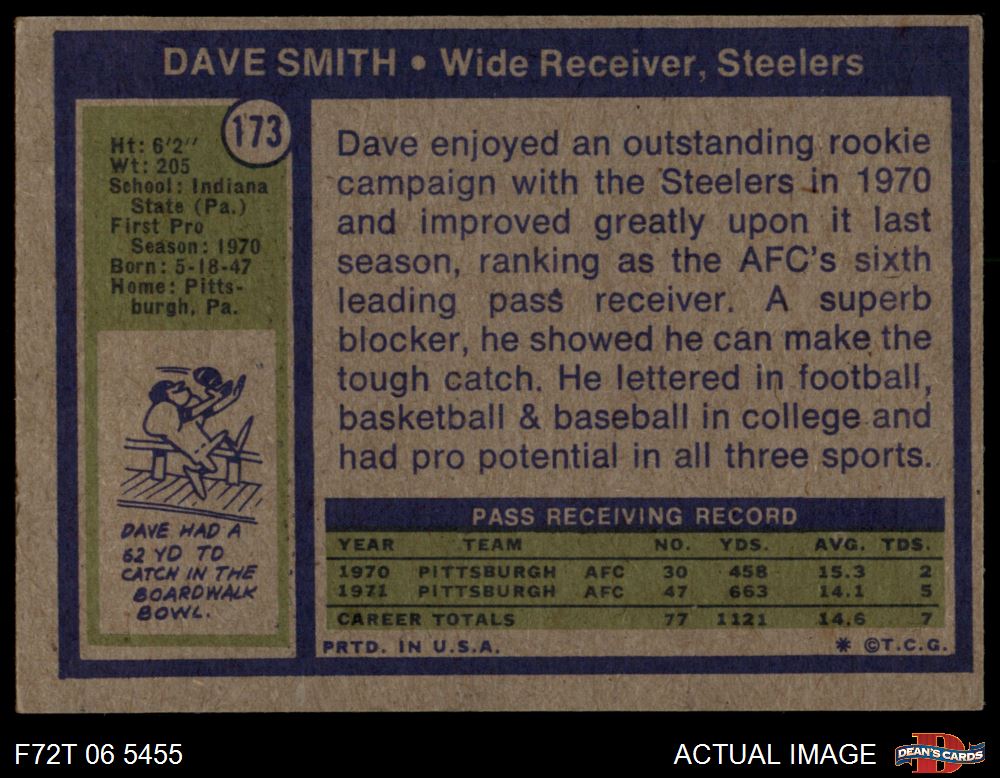 DAVE SMITH • Wide Receiver, Steelers
173
Ht: 6'2"
Wt: 205
School: Indiana
State (Pa.)
First Pro
Season: 1970
Born: 5-18-47
Home: Pitts-
burgh, Pa.
DAVE HAD A
62 YD TD
CATCH IN THE
BOARDWALK
BOWL.
Dave enjoyed an outstanding rookie
campaign with the Steelers in 1970
and improved greatly upon it last
season, ranking as the AFC's sixth
leading pass receiver. A superb
blocker, he showed he can make the
tough catch. He lettered in football,
basketball & baseball in college and
had pro potential in all three sports.
PASS RECEIVING RECORD
YEAR TEAM NO. YDS. AVG. TDS.
1970 PITTSBURGH AFC 30 458 15.3 2
1971 PITTSBURGH AFC 47 663 14.1 5
CAREER TOTALS 77 1121 14.6 7
PRTD. IN U.S.A. * ©T.C.G.
F72T 06 5455 ACTUAL IMAGE DEAN'S CARDS